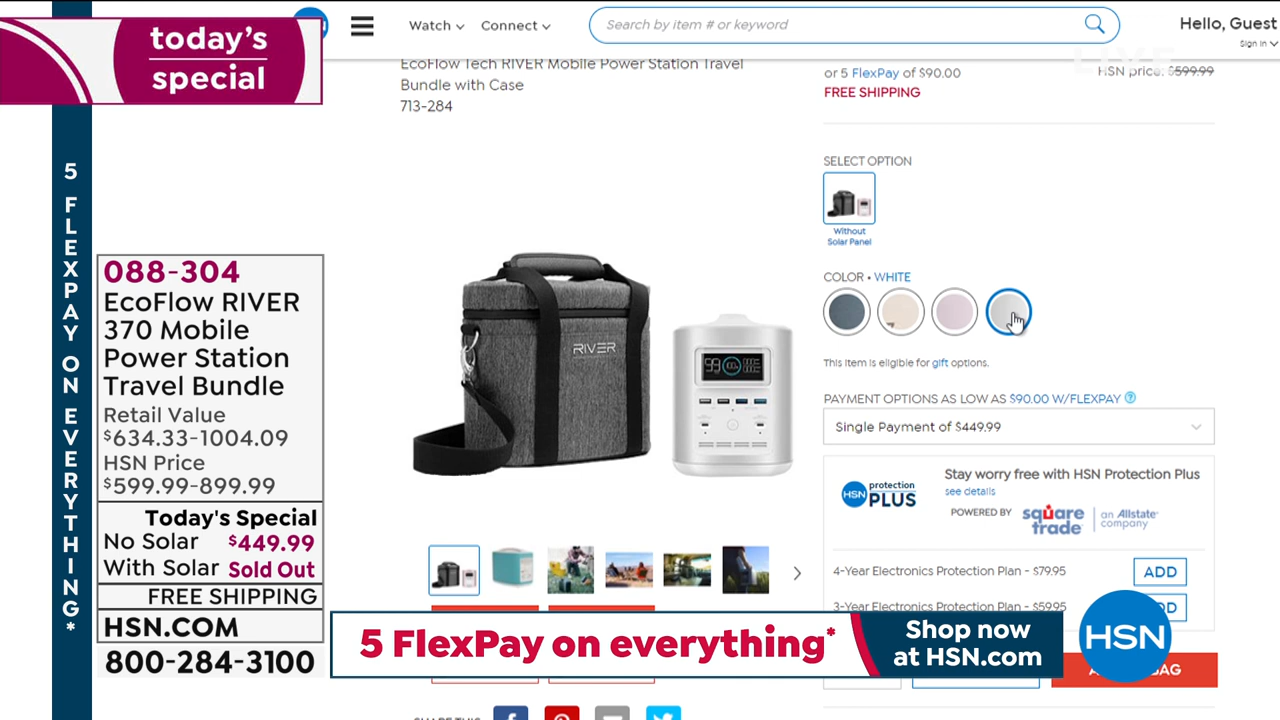 today's
special
Watch
Connect
Search by item # or keyword
Hello, Guest
Sign In
LIVE
EcoFlow Tech RIVER Mobile Power Station Travel
Bundle with Case
713-284
or 5 FlexPay of $90.00
HSN price: $599.99
FREE SHIPPING
SELECT OPTION
Without
Solar Panel
COLOR • WHITE
This item is eligible for gift options.
PAYMENT OPTIONS AS LOW AS $90.00 W/FLEXPAY
Single Payment of $449.99
HSN protection
PLUS
Stay worry free with HSN Protection Plus
see details
POWERED BY
square
trade
an Allstate
company
4-Year Electronics Protection Plan - $79.95
ADD
3-Year Electronics Protection Plan - $59.95
RIVER
99
100
5 FLEXPAY ON EVERYTHING*
088-304
EcoFlow RIVER
370 Mobile
Power Station
Travel Bundle
Retail Value
$634.33-1004.09
HSN Price
$599.99-899.99
Today's Special
No Solar $449.99
With Solar Sold Out
FREE SHIPPING
HSN.COM
800-284-3100
5 FlexPay on everything*
Shop now
at HSN.com
HSN
SHARE THIS